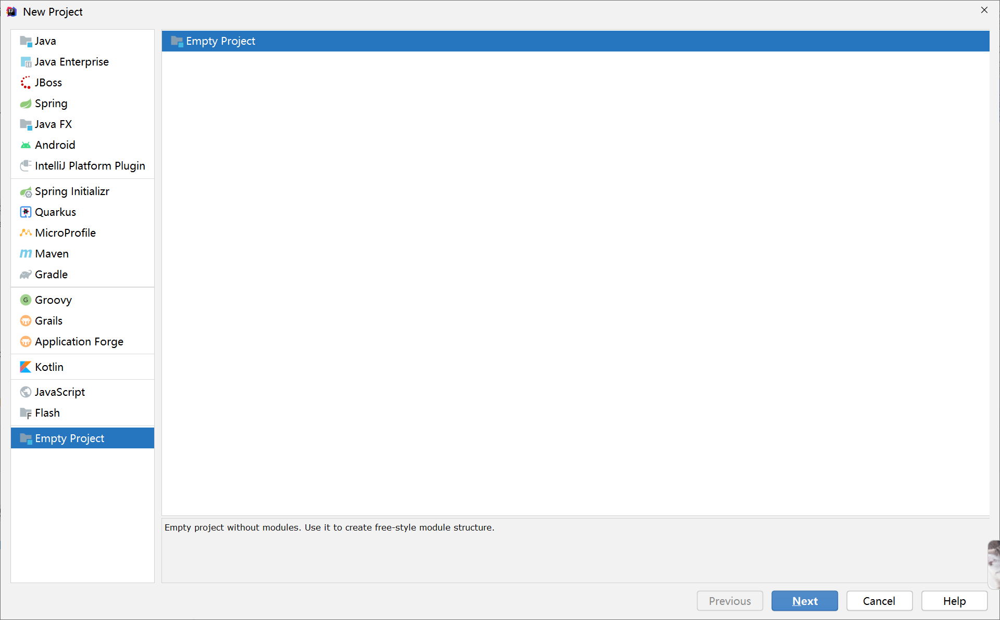 New Project
Java
Java Enterprise
JBoss
Spring
Java FX
Android
IntelliJ Platform Plugin
Spring Initializr
Quarkus
MicroProfile
Maven
Gradle
Groovy
Grails
Application Forge
Kotlin
JavaScript
Flash
Empty Project
Empty Project
Empty project without modules. Use it to create free-style module structure.
Previous
Next
Cancel
Help